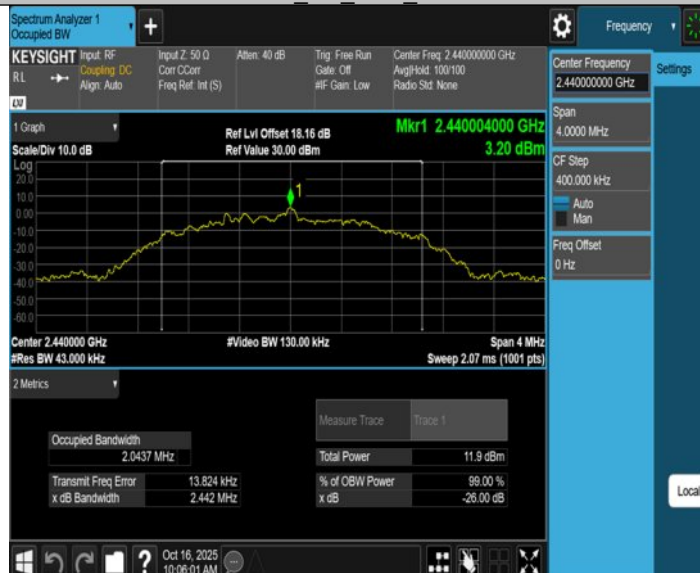 Spectrum Analyzer 1
Occupied BW
+
Frequency
KEYSIGHT
RL
LXI
Input: RF
Coupling: DC
Align: Auto
Input Z: 50 Ω
Corr CCorr
Freq Ref: Int (S)
Atten: 40 dB
Trig: Free Run
Gate: Off
#IF Gain: Low
Center Freq: 2.440000000 GHz
Avg|Hold: 100/100
Radio Std: None
Center Frequency
2.440000000 GHz
Settings
Span
4.0000 MHz
CF Step
400.000 kHz
Auto
Man
Freq Offset
0 Hz
Local
1 Graph
Scale/Div 10.0 dB
Ref Lvl Offset 18.16 dB
Ref Value 30.00 dBm
Mkr1 2.440004000 GHz
3.20 dBm
Log
20.0
10.0
0.00
-10.0
-20.0
-30.0
-40.0
-50.0
-60.0
1
Center 2.440000 GHz
#Res BW 43.000 kHz
#Video BW 130.00 kHz
Span 4 MHz
Sweep 2.07 ms (1001 pts)
2 Metrics
Measure Trace
Trace 1
Occupied Bandwidth
2.0437 MHz
Total Power
11.9 dBm
Transmit Freq Error
13.824 kHz
% of OBW Power
99.00 %
x dB Bandwidth
2.442 MHz
x dB
-26.00 dB
?
Oct 16, 2025
10:06:01 AM